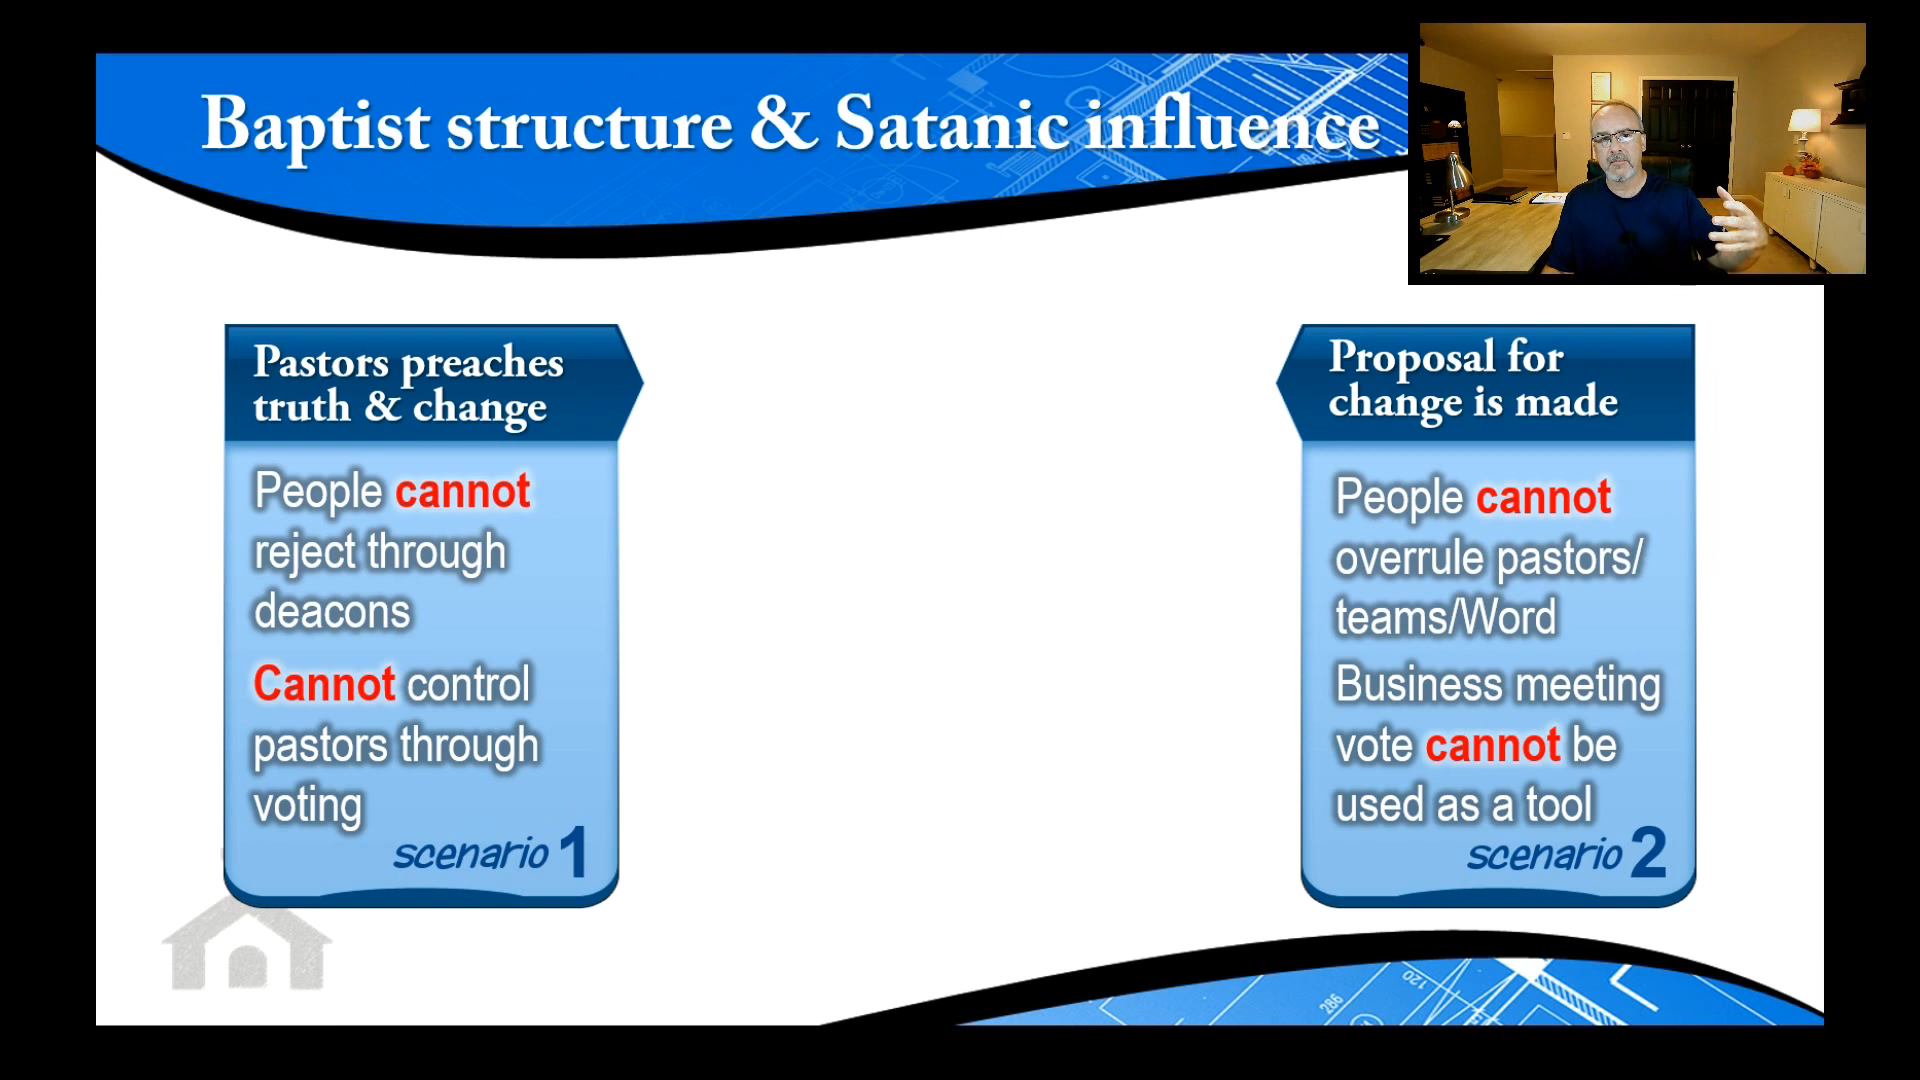 Baptist structure & Satanic influence
Pastors preaches
truth & change
People cannot
reject through
deacons
Cannot control
pastors through
voting
scenario 1
Proposal for
change is made
People cannot
overrule pastors/
teams/Word
Business meeting
vote cannot be
used as a tool
scenario 2
286
120